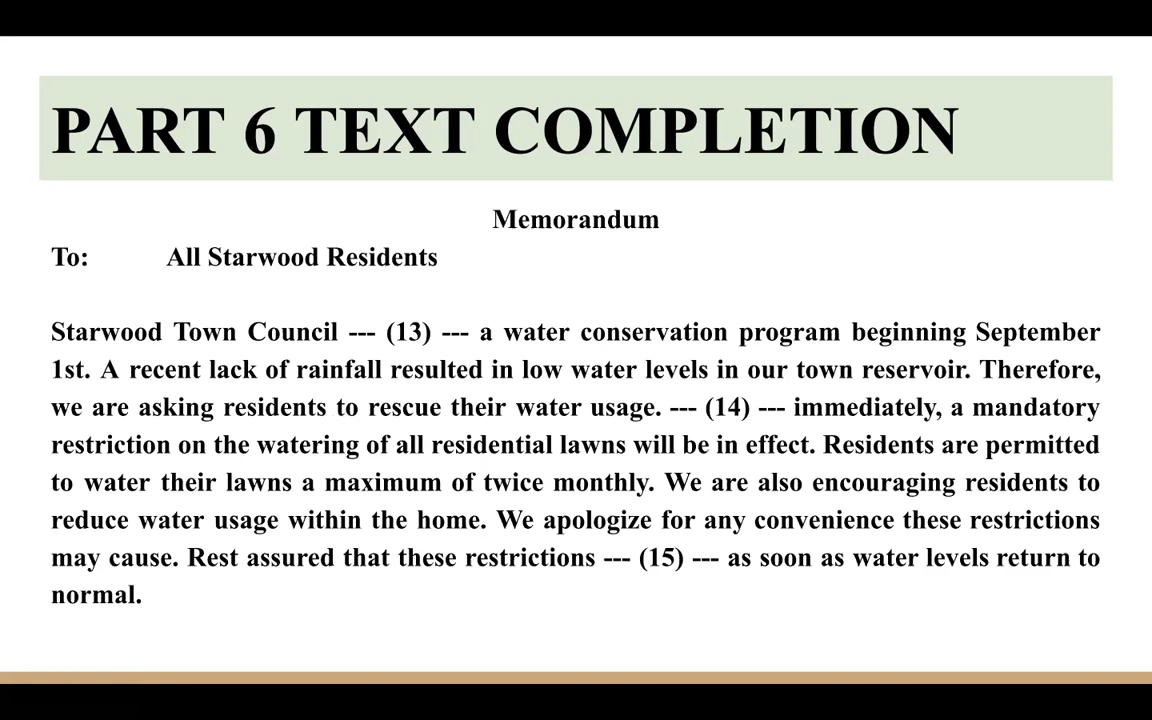 PART 6 TEXT COMPLETION
Memorandum
To: All Starwood Residents
Starwood Town Council --- (13) --- a water conservation program beginning September
1st. A recent lack of rainfall resulted in low water levels in our town reservoir. Therefore,
we are asking residents to rescue their water usage. --- (14) --- immediately, a mandatory
restriction on the watering of all residential lawns will be in effect. Residents are permitted
to water their lawns a maximum of twice monthly. We are also encouraging residents to
reduce water usage within the home. We apologize for any convenience these restrictions
may cause. Rest assured that these restrictions --- (15) --- as soon as water levels return to
normal.